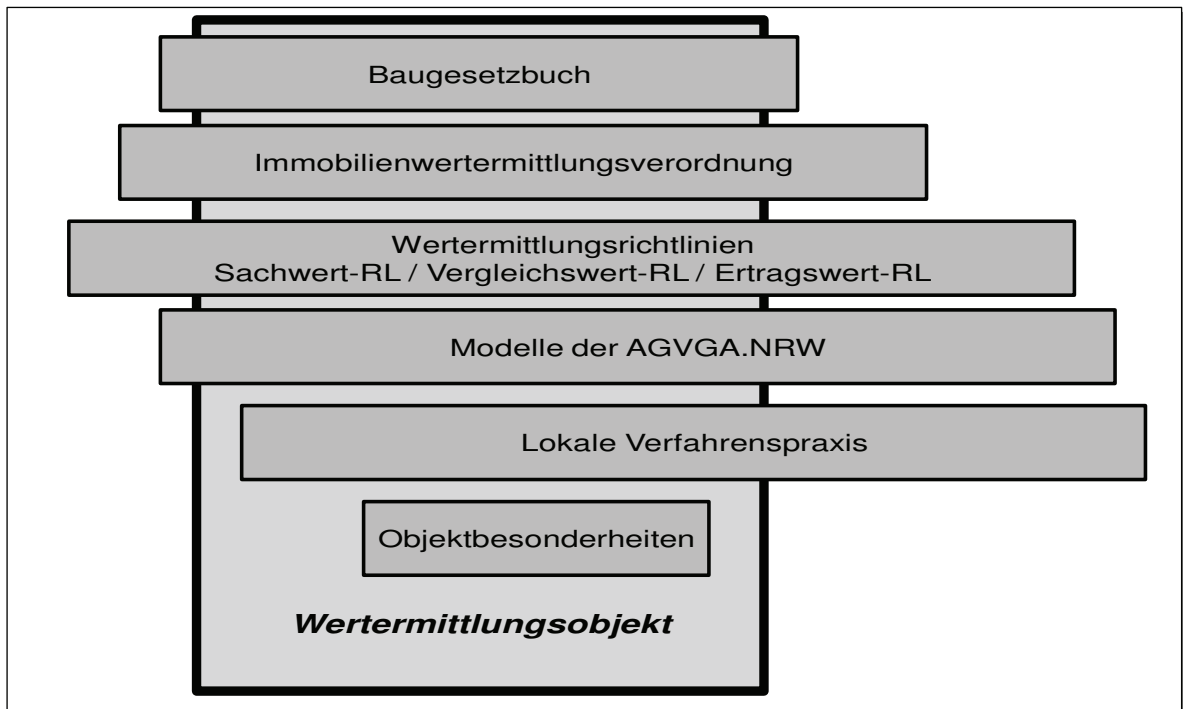 Baugesetzbuch
Immobilienwertermittlungsverordnung
Wertermittlungsrichtlinien
Sachwert-RL / Vergleichswert-RL / Ertragswert-RL
Modelle der AGVGA.NRW
Lokale Verfahrenspraxis
Objektbesonderheiten
Wertermittlungsobjekt